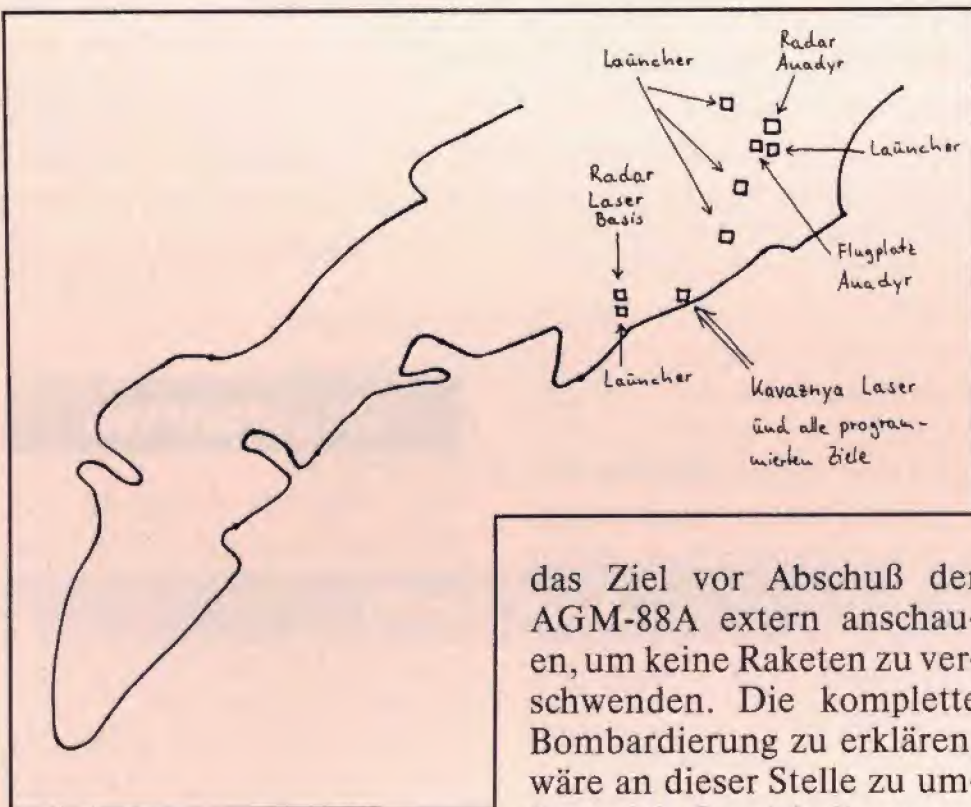 Radar
Anadyr
Laüncher
Laüncher
Radar
Laser
Basis
Flugplatz
Anadyr
Laüncher
Kavaznya Laser
ünd alle program-
mierten Ziele
das Ziel vor Abschuß der
AGM-88A extern anschau-
en, um keine Raketen zu ver-
schwenden. Die komplette
Bombardierung zu erklären,
wäre an dieser Stelle zu um-